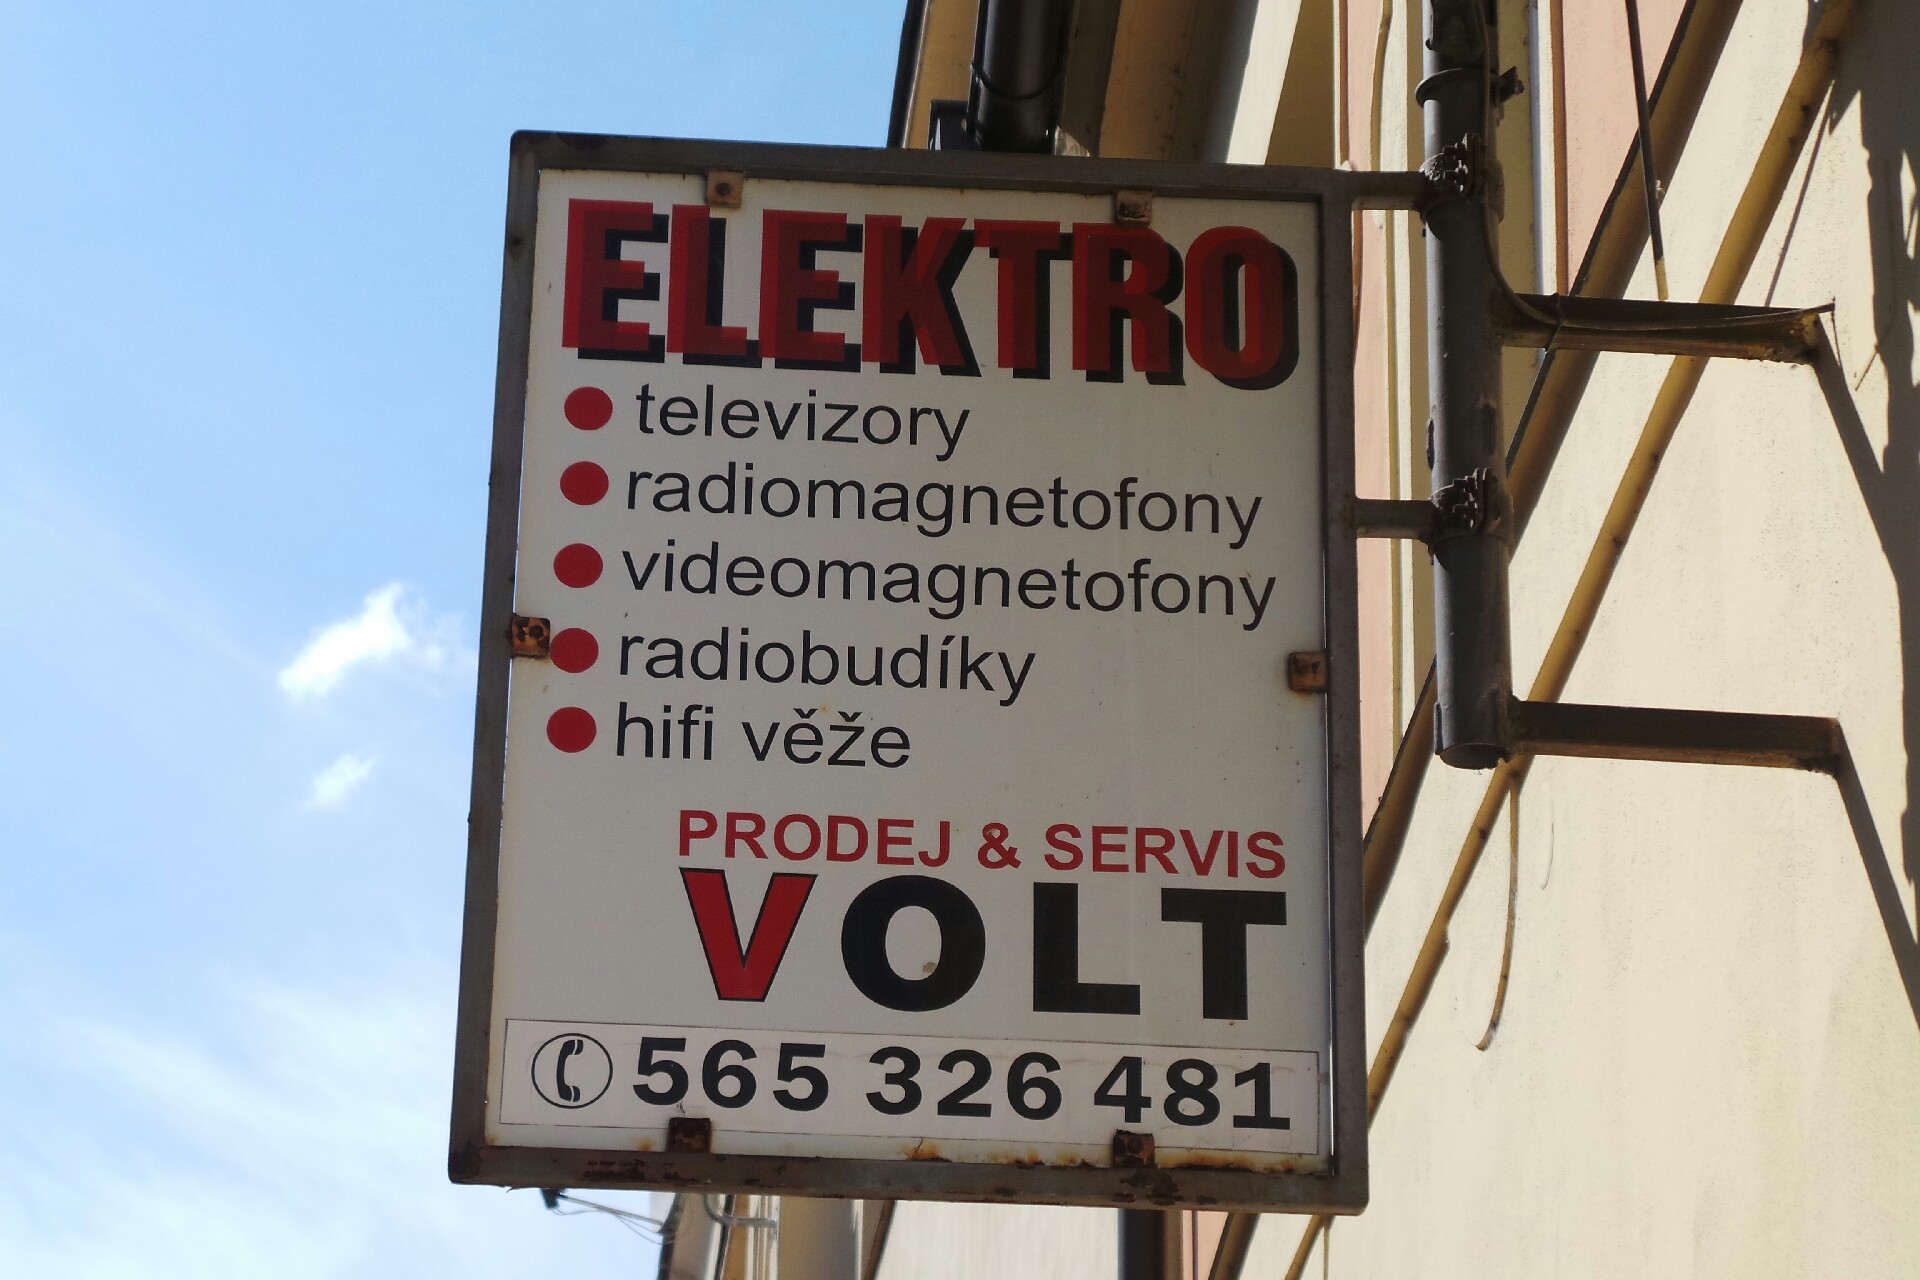 ELEKTRO
televizory
radiomagnetofony
videomagnetofony
radiobudíky
hifi věže
PRODEJ & SERVIS
VOLT
565 326 481